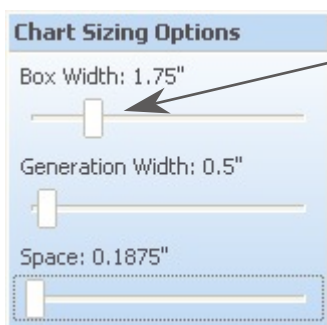 Chart Sizing Options
Box Width: 1.75"
Generation Width: 0.5"
Space: 0.1875"